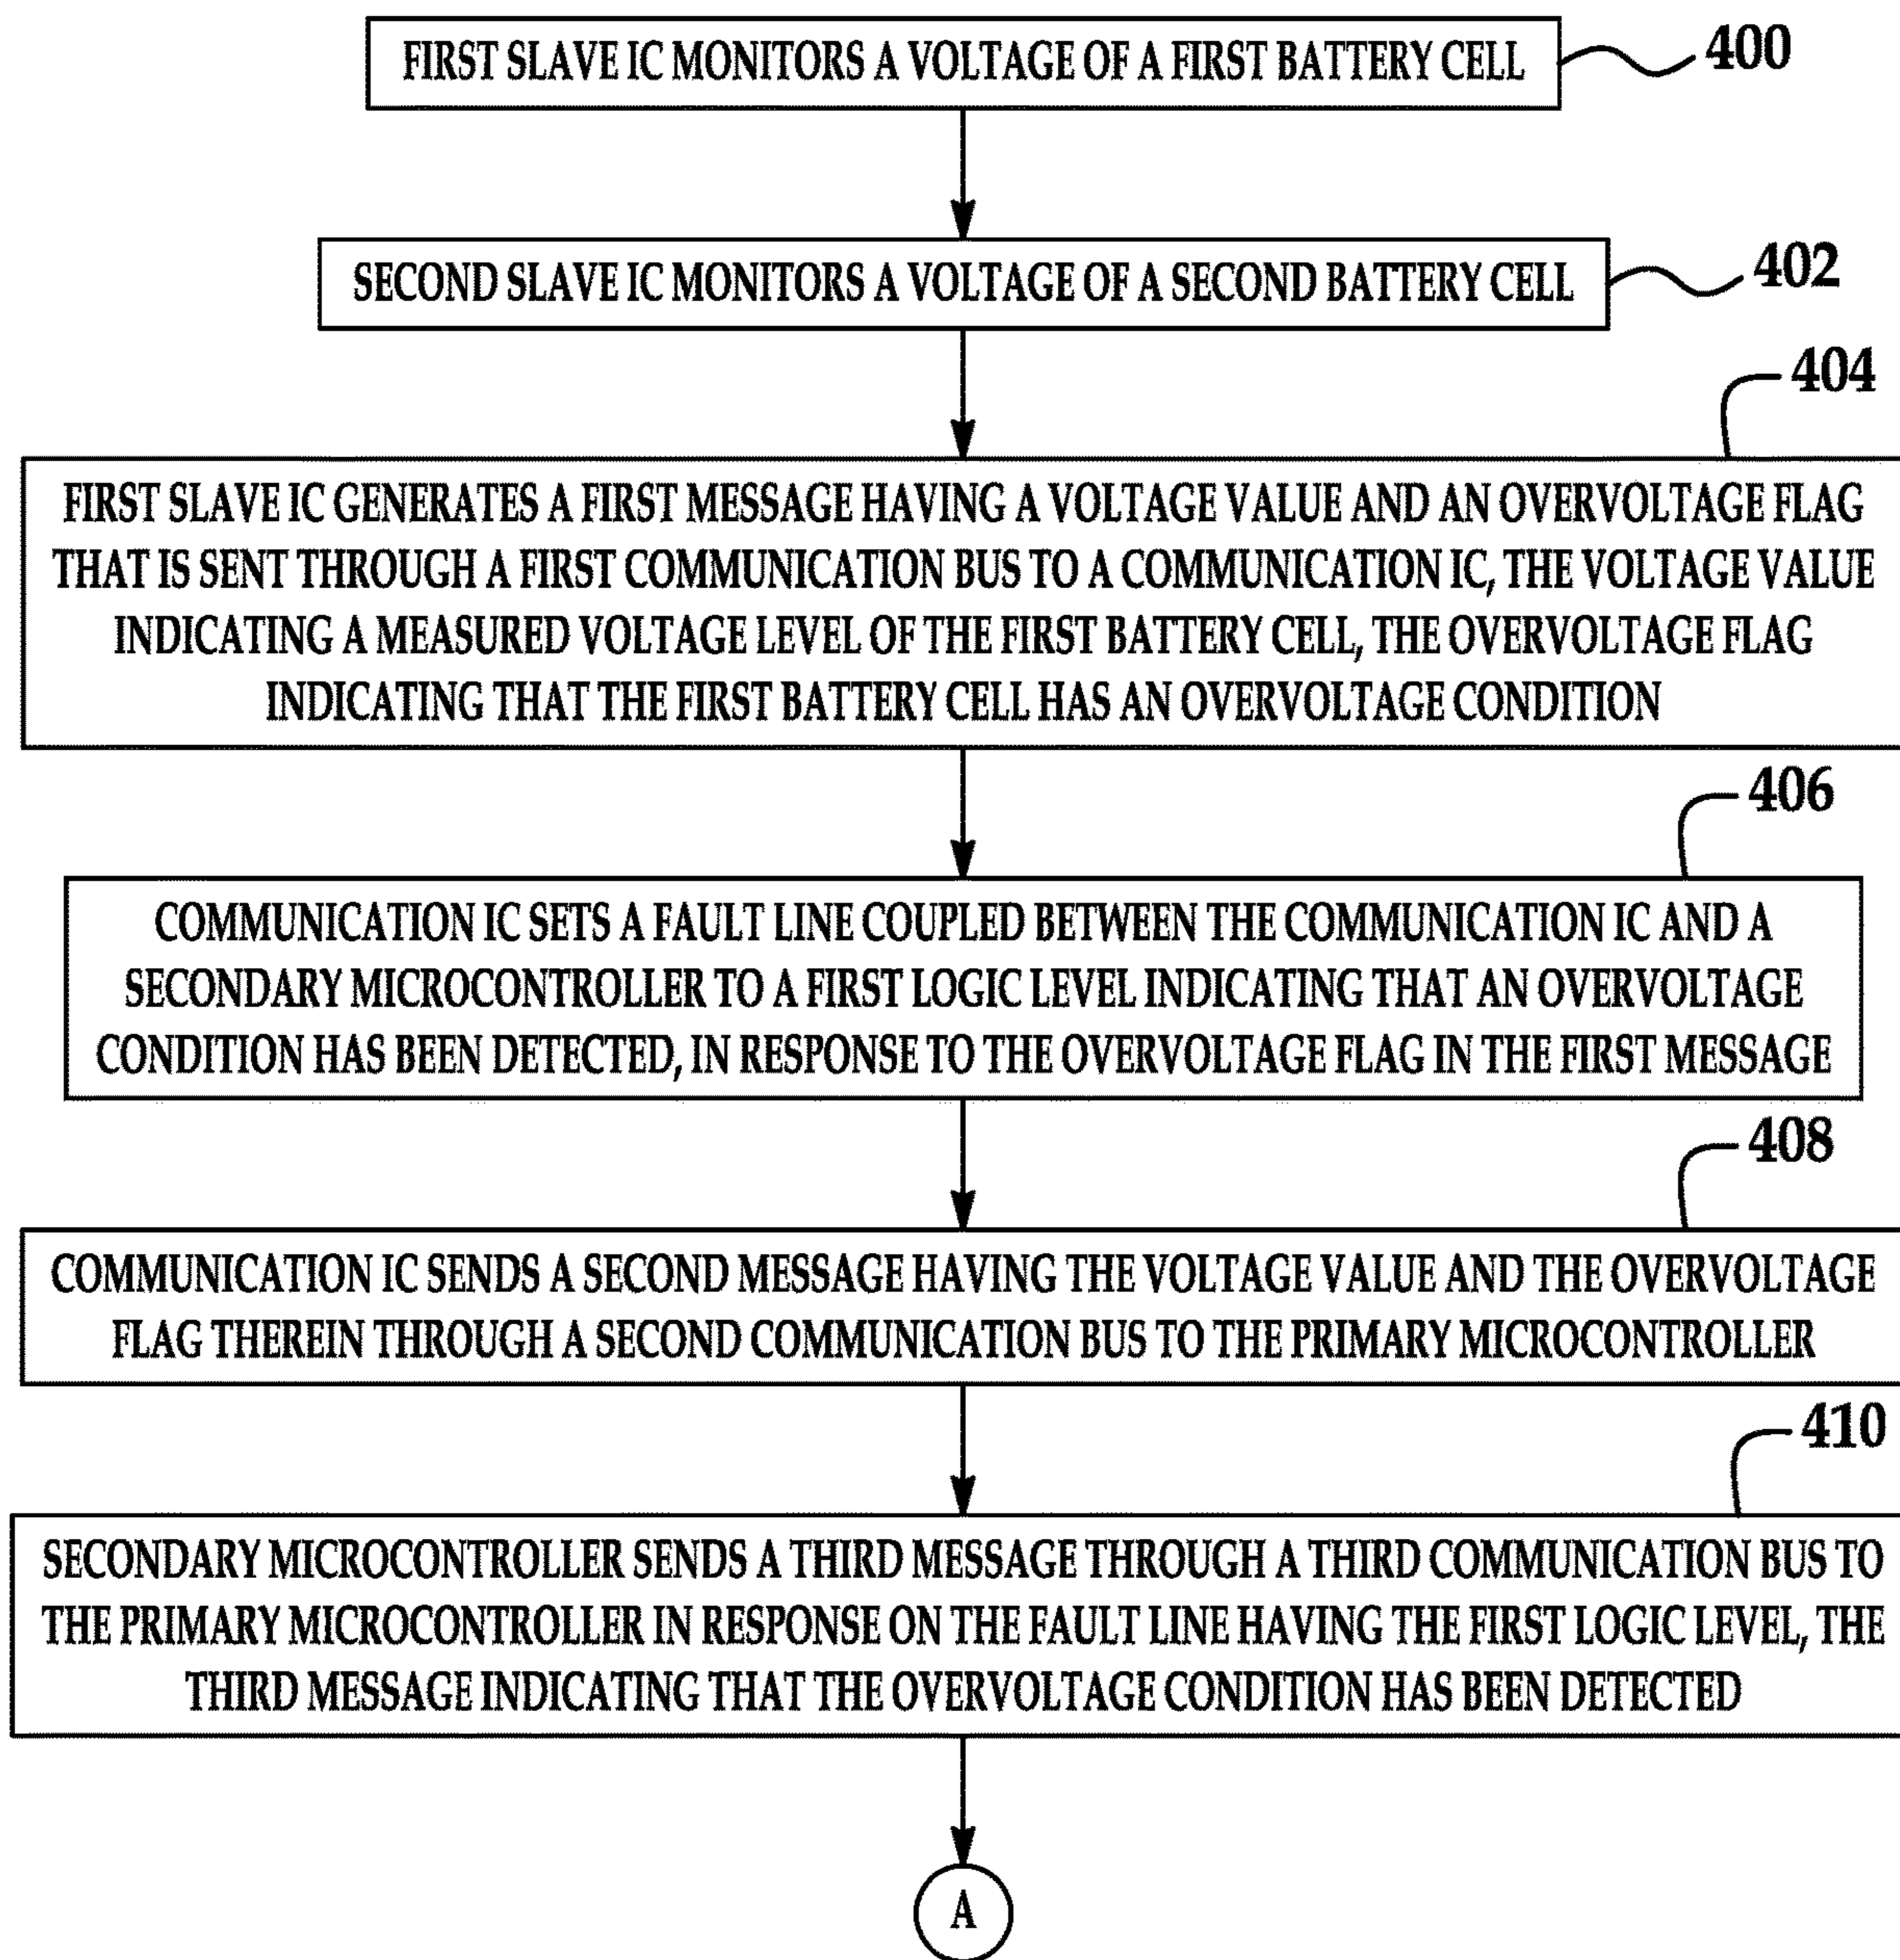 FIRST SLAVE IC MONITORS A VOLTAGE OF A FIRST BATTERY CELL
400
SECOND SLAVE IC MONITORS A VOLTAGE OF A SECOND BATTERY CELL
402
404
FIRST SLAVE IC GENERATES A FIRST MESSAGE HAVING A VOLTAGE VALUE AND AN OVERVOLTAGE FLAG
THAT IS SENT THROUGH A FIRST COMMUNICATION BUS TO A COMMUNICATION IC, THE VOLTAGE VALUE
INDICATING A MEASURED VOLTAGE LEVEL OF THE FIRST BATTERY CELL, THE OVERVOLTAGE FLAG
INDICATING THAT THE FIRST BATTERY CELL HAS AN OVERVOLTAGE CONDITION
406
COMMUNICATION IC SETS A FAULT LINE COUPLED BETWEEN THE COMMUNICATION IC AND A
SECONDARY MICROCONTROLLER TO A FIRST LOGIC LEVEL INDICATING THAT AN OVERVOLTAGE
CONDITION HAS BEEN DETECTED, IN RESPONSE TO THE OVERVOLTAGE FLAG IN THE FIRST MESSAGE
408
COMMUNICATION IC SENDS A SECOND MESSAGE HAVING THE VOLTAGE VALUE AND THE OVERVOLTAGE
FLAG THEREIN THROUGH A SECOND COMMUNICATION BUS TO THE PRIMARY MICROCONTROLLER
410
SECONDARY MICROCONTROLLER SENDS A THIRD MESSAGE THROUGH A THIRD COMMUNICATION BUS TO
THE PRIMARY MICROCONTROLLER IN RESPONSE ON THE FAULT LINE HAVING THE FIRST LOGIC LEVEL, THE
THIRD MESSAGE INDICATING THAT THE OVERVOLTAGE CONDITION HAS BEEN DETECTED
A